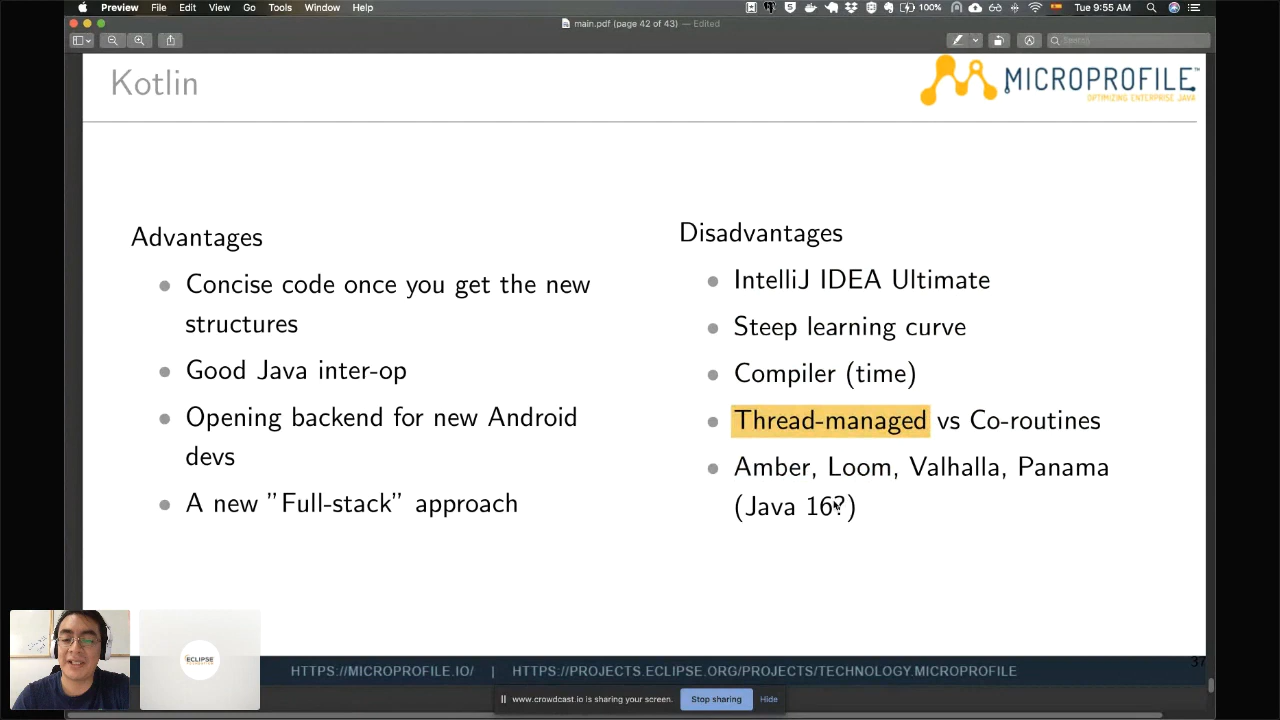 Preview File Edit View Go Tools Window Help
100% Tue 9:55 AM
main.pdf (page 42 of 43) — Edited
Search
Kotlin
MICROPROFILE™
OPTIMIZING ENTERPRISE JAVA
Advantages
Concise code once you get the new
structures
Good Java inter-op
Opening backend for new Android
devs
A new "Full-stack" approach
Disadvantages
IntelliJ IDEA Ultimate
Steep learning curve
Compiler (time)
Thread-managed vs Co-routines
Amber, Loom, Valhalla, Panama
(Java 16?)
37
ECLIPSE
FOUNDATION
HTTPS://MICROPROFILE.IO/ | HTTPS://PROJECTS.ECLIPSE.ORG/PROJECTS/TECHNOLOGY.MICROPROFILE
www.crowdcast.io is sharing your screen. Stop sharing Hide